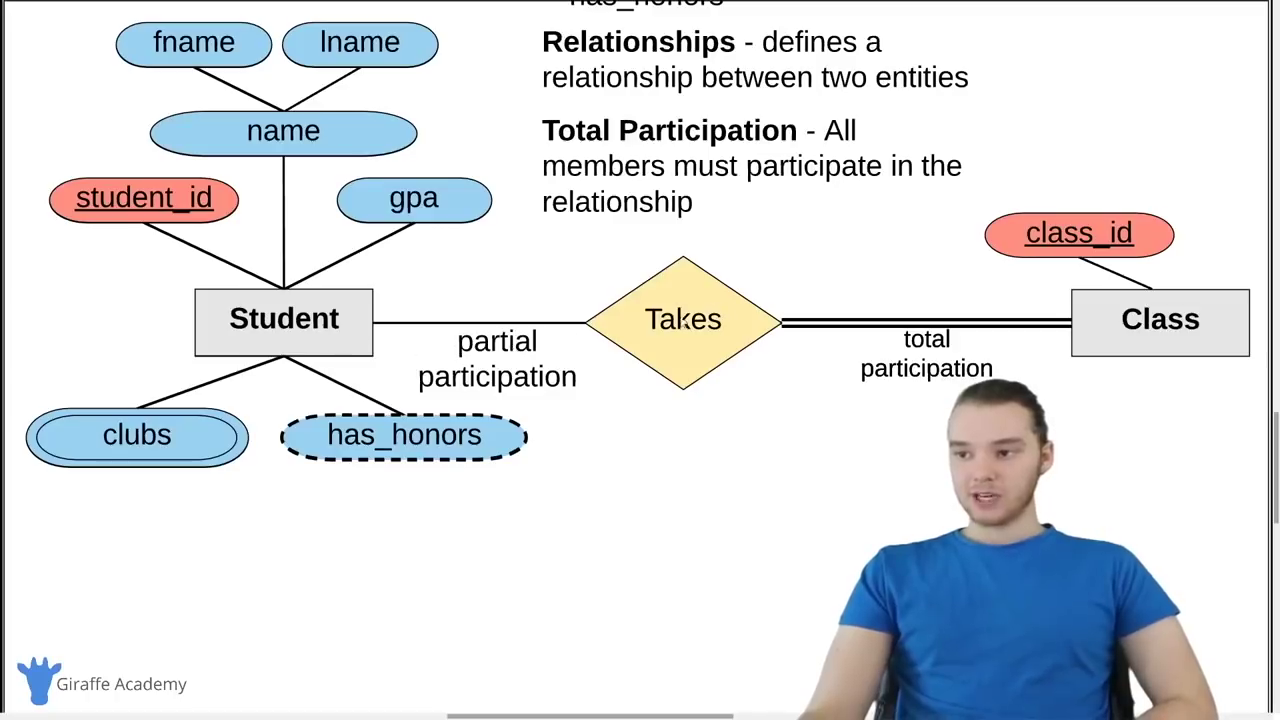 has_honors
fname
lname
Relationships - defines a
relationship between two entities
name
Total Participation - All
members must participate in the
relationship
student_id
gpa
class_id
Student
Takes
Class
partial
participation
total
participation
clubs
has_honors
Giraffe Academy